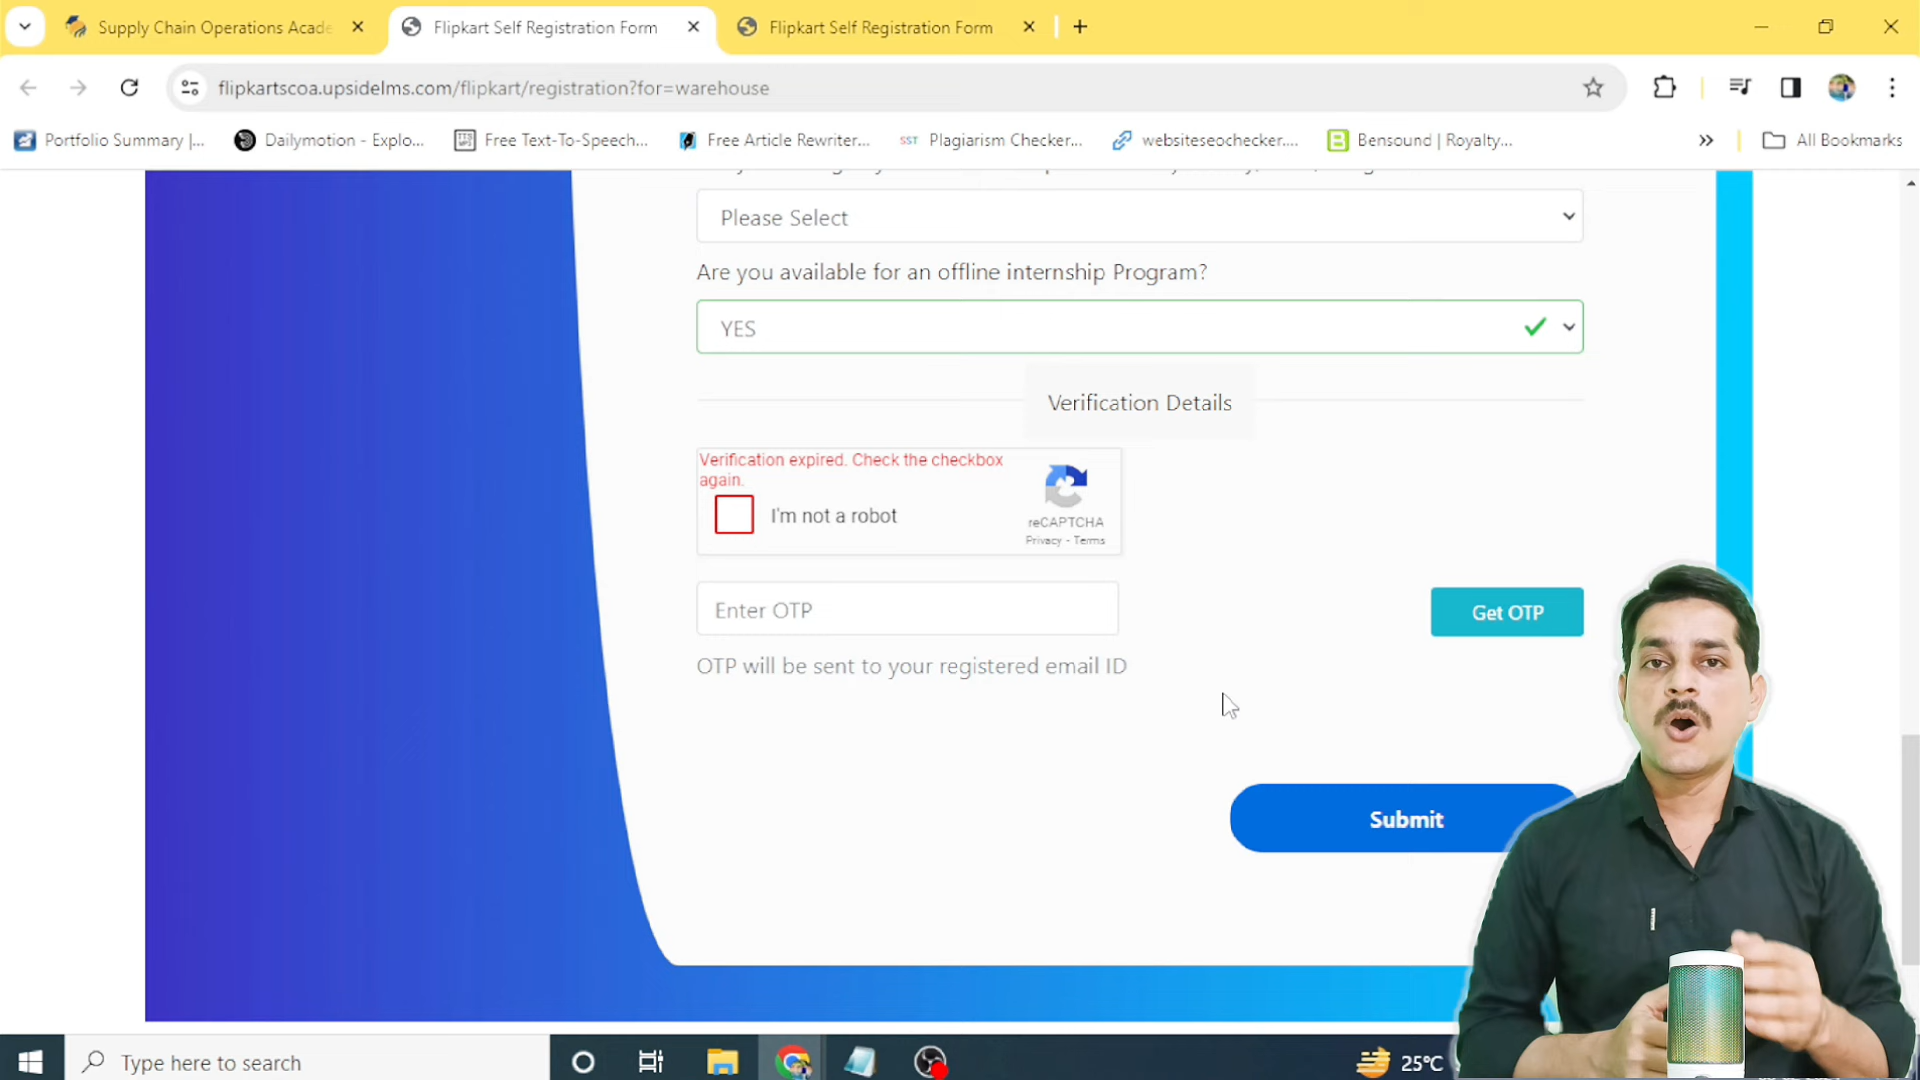 Supply Chain Operations Acade
Flipkart Self Registration Form
Flipkart Self Registration Form
flipkartscoa.upsidelms.com/flipkart/registration?for=warehouse
Portfolio Summary |...
Dailymotion - Explo...
Free Text-To-Speech...
Free Article Rewriter...
SST Plagiarism Checker...
websiteseochecker....
Bensound | Royalty...
All Bookmarks
Please Select
Are you available for an offline internship Program?
YES
Verification Details
Verification expired. Check the checkbox
again.
I'm not a robot
reCAPTCHA
Privacy - Terms
Enter OTP
Get OTP
OTP will be sent to your registered email ID
Submit
Type here to search
25°C